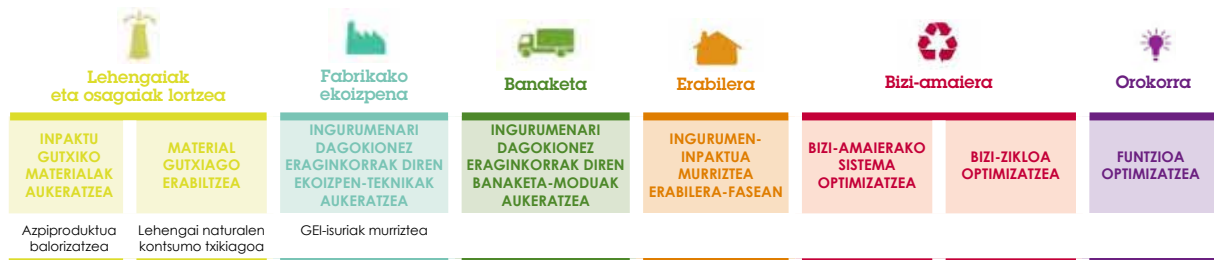 Lehengaiak
eta osagaiak lortzea
Fabrikako
ekoizpena
Banaketa
Erabilera
Bizi-amaiera
Orokorra
INPAKTU
GUTXIKO
MATERIALAK
AUKERATZEA
MATERIAL
GUTXIAGO
ERABILTZEA
INGURUMENARI
DAGOKIONEZ
ERAGINKORRAK DIREN
EKOIZPEN-TEKNIKAK
AUKERATZEA
INGURUMENARI
DAGOKIONEZ
ERAGINKORRAK DIREN
BANAKETA-MODUAK
AUKERATZEA
INGURUMEN-
INPAKTUA
MURRIZTEA
ERABILERA-FASEAN
BIZI-AMAIERAKO
SISTEMA
OPTIMIZATZEA
BIZI-ZIKLOA
OPTIMIZATZEA
FUNTZIOA
OPTIMIZATZEA
Azpiproduktua
balorizatzea
Lehengai naturalen
kontsumo txikiagoa
GEI-isuriak murriztea